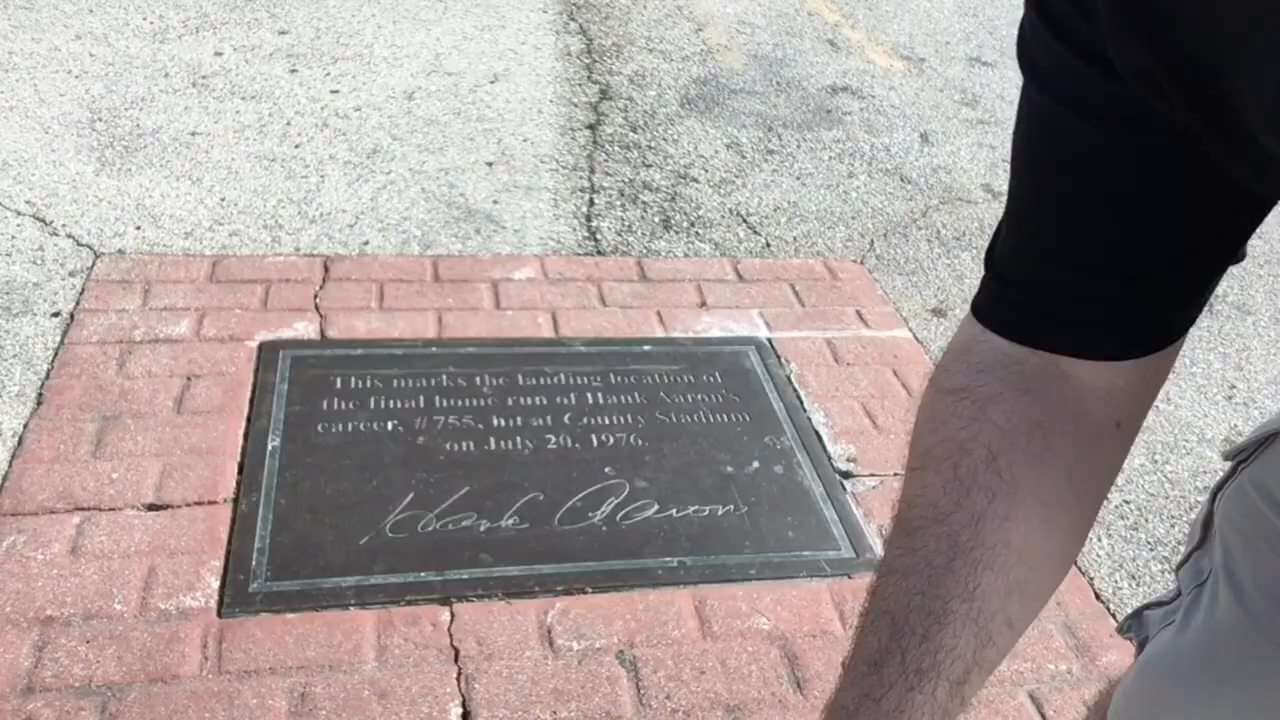 This marks the landing location of
the final home run of Hank Aaron's
career, #755, hit at County Stadium
on July 20, 1976.
Hank Aaron